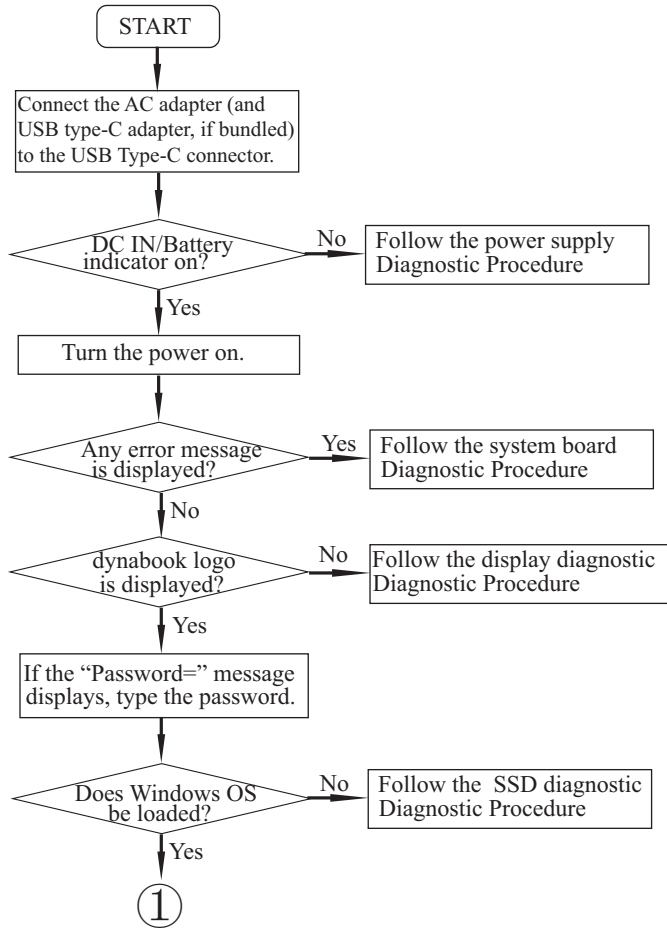 START
Connect the AC adapter (and
USB type-C adapter, if bundled)
to the USB Type-C connector.
DC IN/Battery
indicator on?
No
Follow the power supply
Diagnostic Procedure
Yes
Turn the power on.
Any error message
is displayed?
Yes
Follow the system board
Diagnostic Procedure
No
dynabook logo
is displayed?
No
Follow the display diagnostic
Diagnostic Procedure
Yes
If the “Password=” message
displays, type the password.
Does Windows OS
be loaded?
No
Follow the SSD diagnostic
Diagnostic Procedure
Yes
①